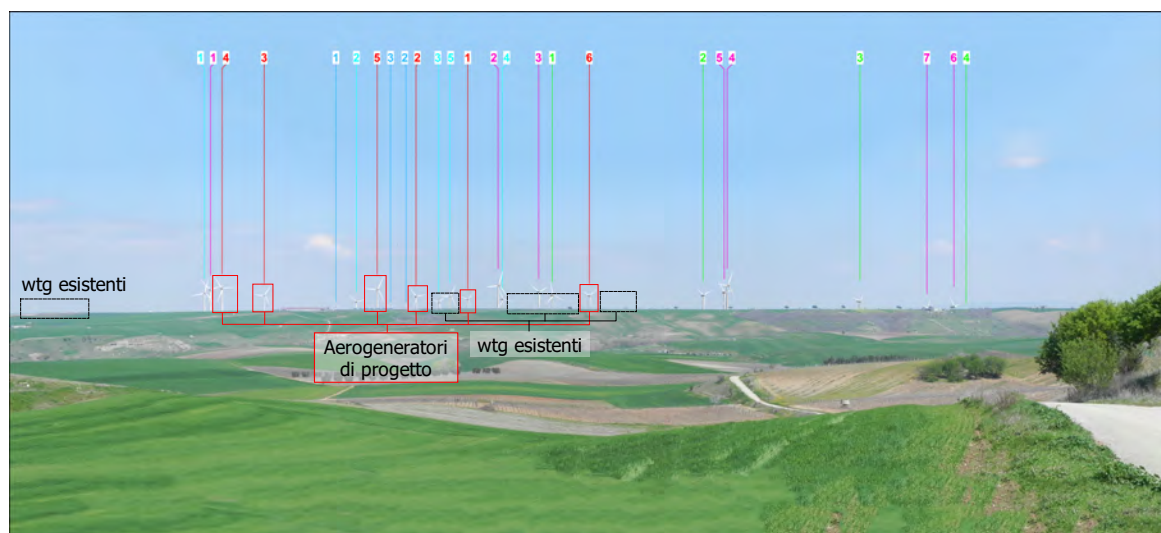 1 1 4 3 1 2 5 3 2 2 3 5 1 2 4 3 1 6 2 5 4 3 7 6 4
wtg esistenti
Aerogeneratori
di progetto
wtg esistenti